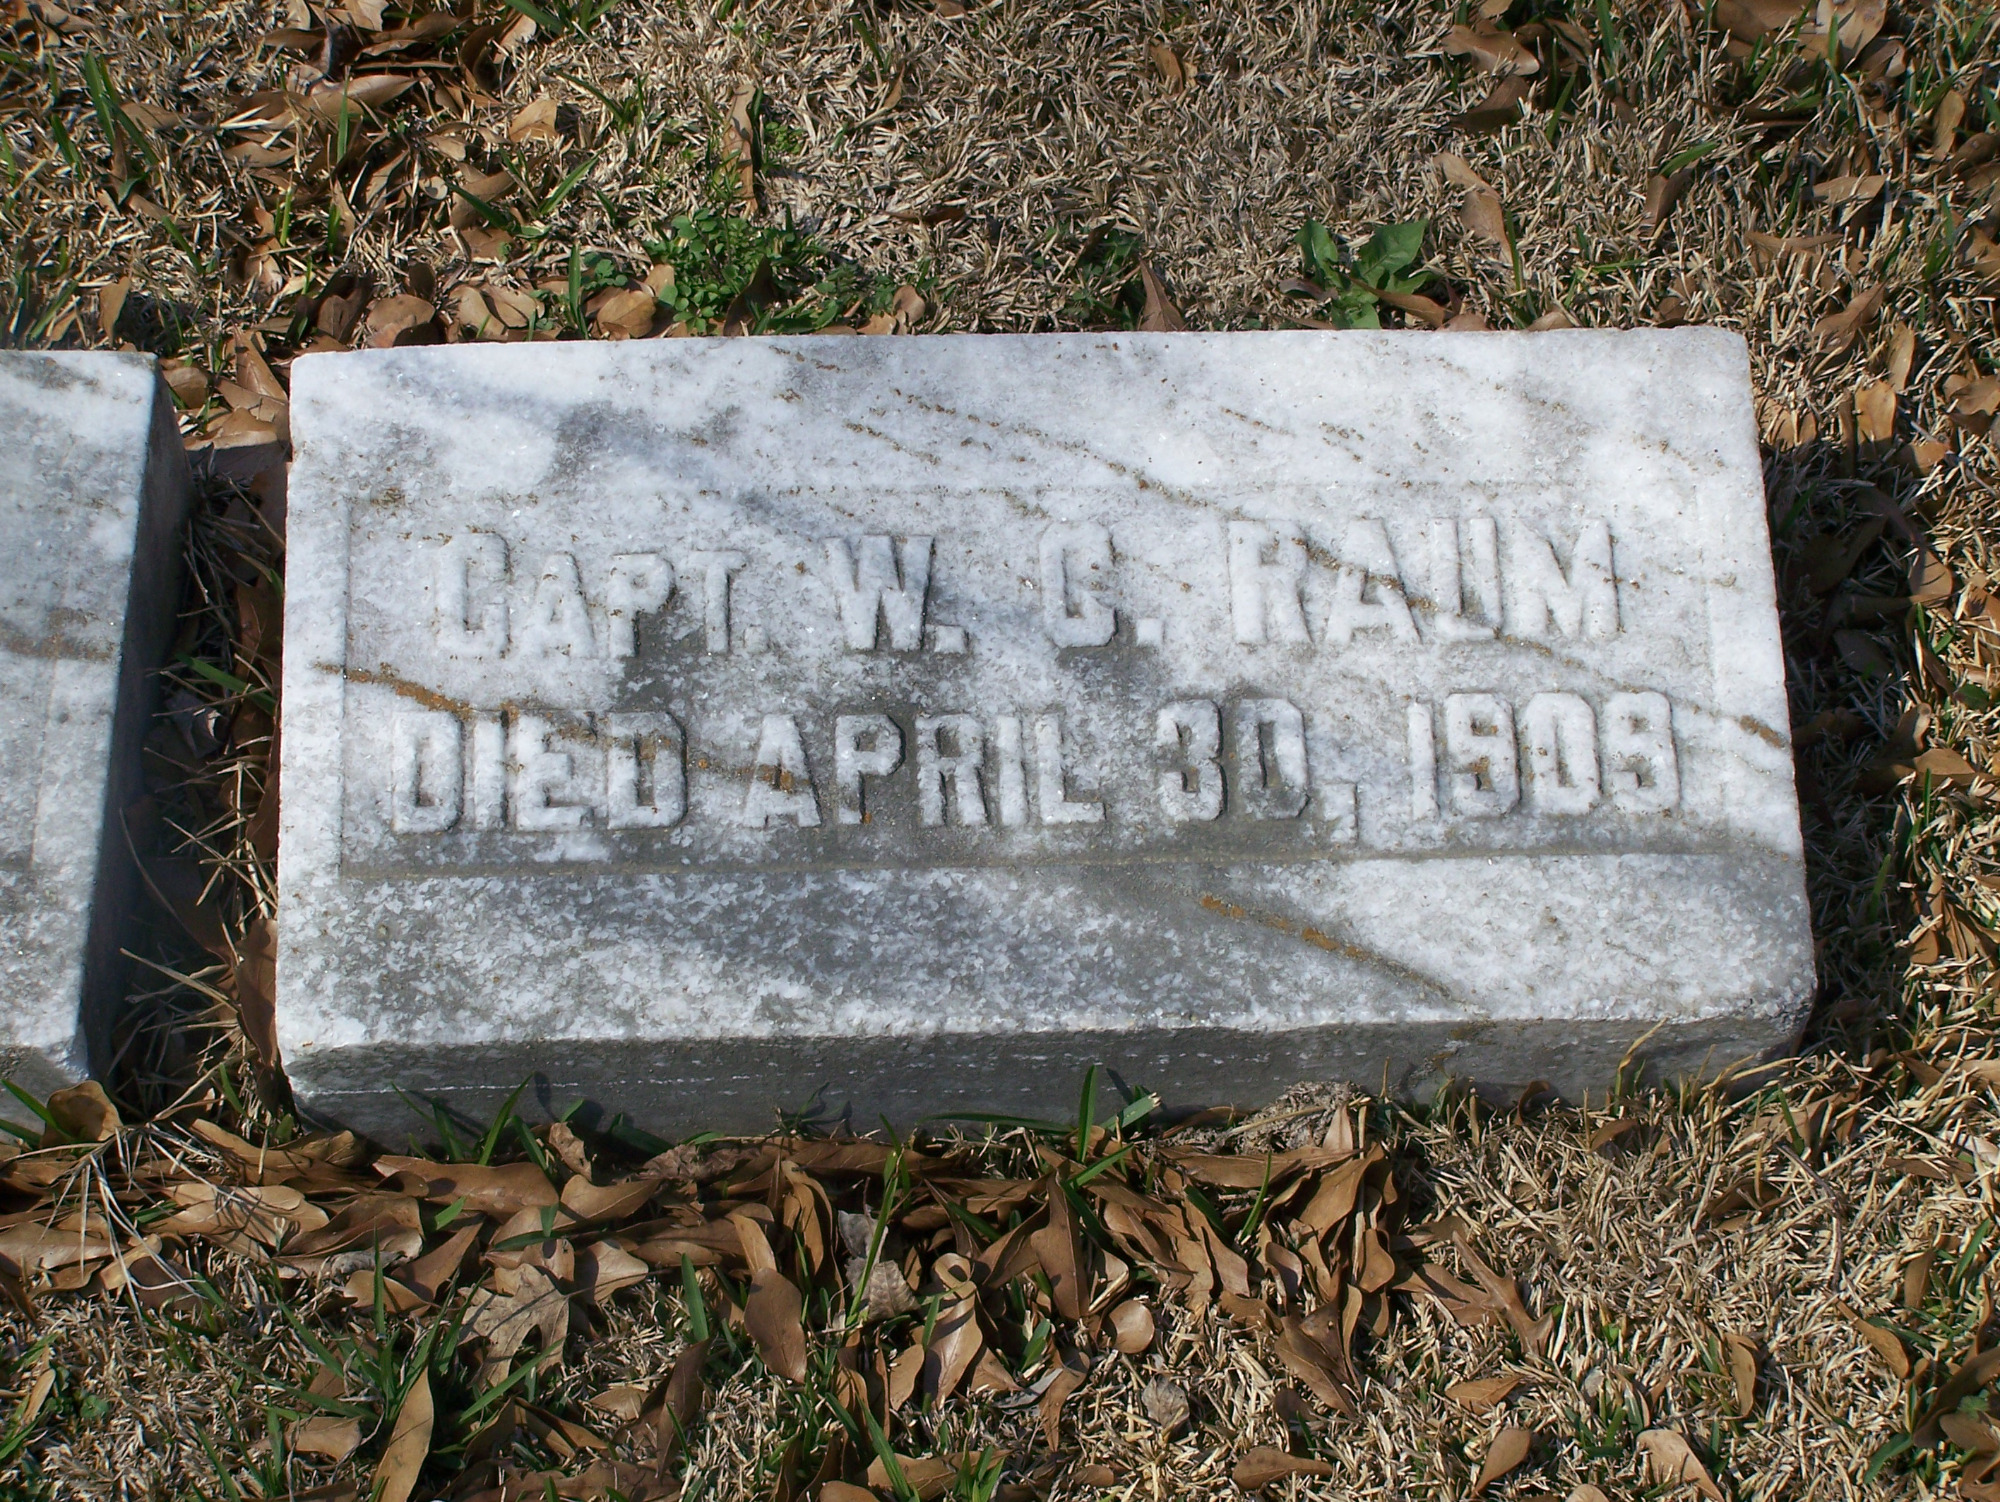 CAPT. W. C. RAUM
DIED APRIL 30, 1909